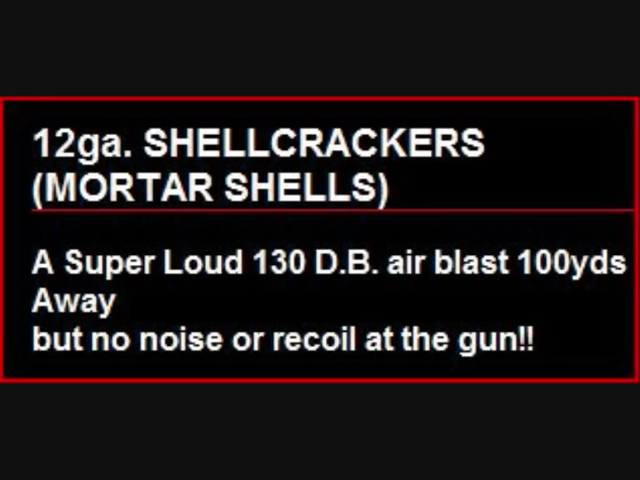 12ga. SHELLCRACKERS
(MORTAR SHELLS)
A Super Loud 130 D.B. air blast 100yds
Away
but no noise or recoil at the gun!!